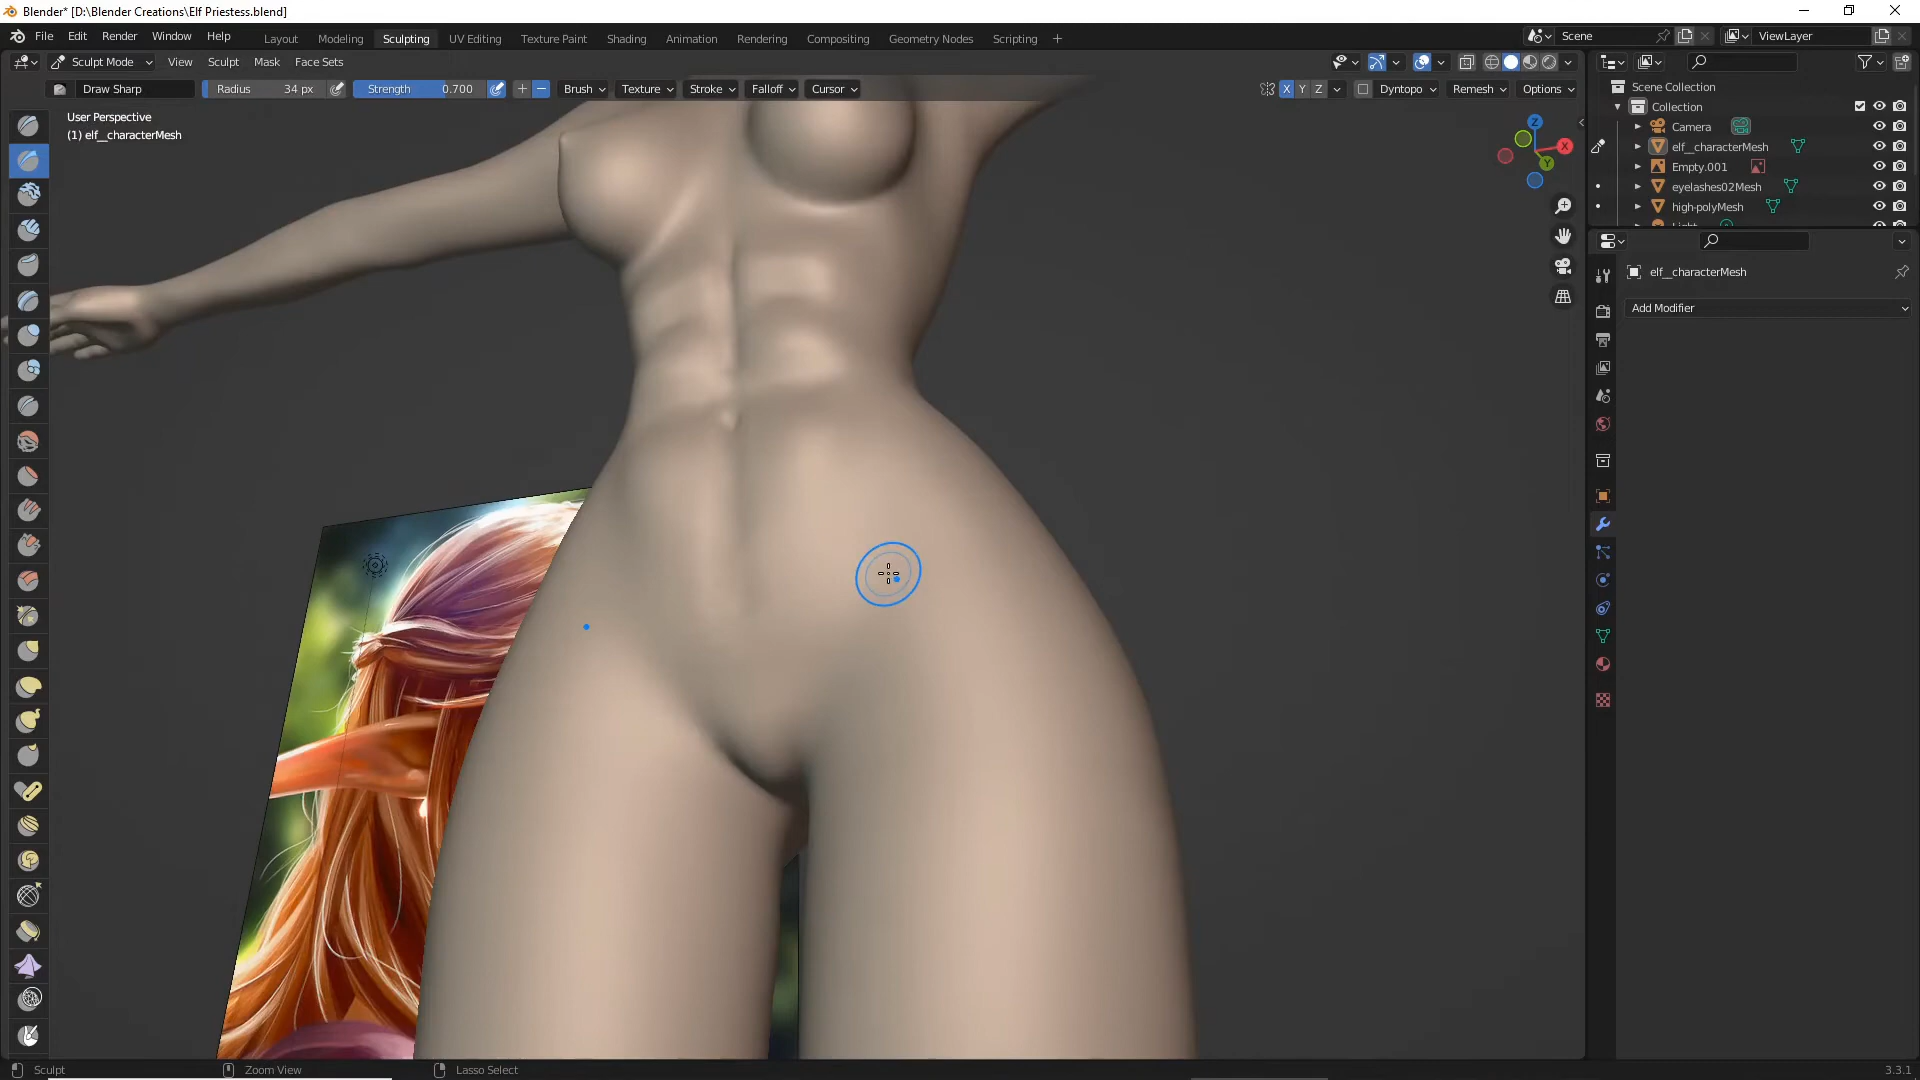 Blender* [D:\Blender Creations\Elf Priestess.blend]
File Edit Render Window Help
Layout Modeling Sculpting UV Editing Texture Paint Shading Animation Rendering Compositing Geometry Nodes Scripting +
Scene
ViewLayer
Sculpt Mode View Sculpt Mask Face Sets
Draw Sharp Radius 34 px Strength 0.700 Brush Texture Stroke Falloff Cursor X Y Z Dyntopo Remesh Options
User Perspective
(1) elf__characterMesh
Z
X
Y
Scene Collection
Collection
Camera
elf__characterMesh
Empty.001
eyelashes02Mesh
high-polyMesh
elf__characterMesh
Add Modifier
Sculpt Zoom View Lasso Select 3.3.1